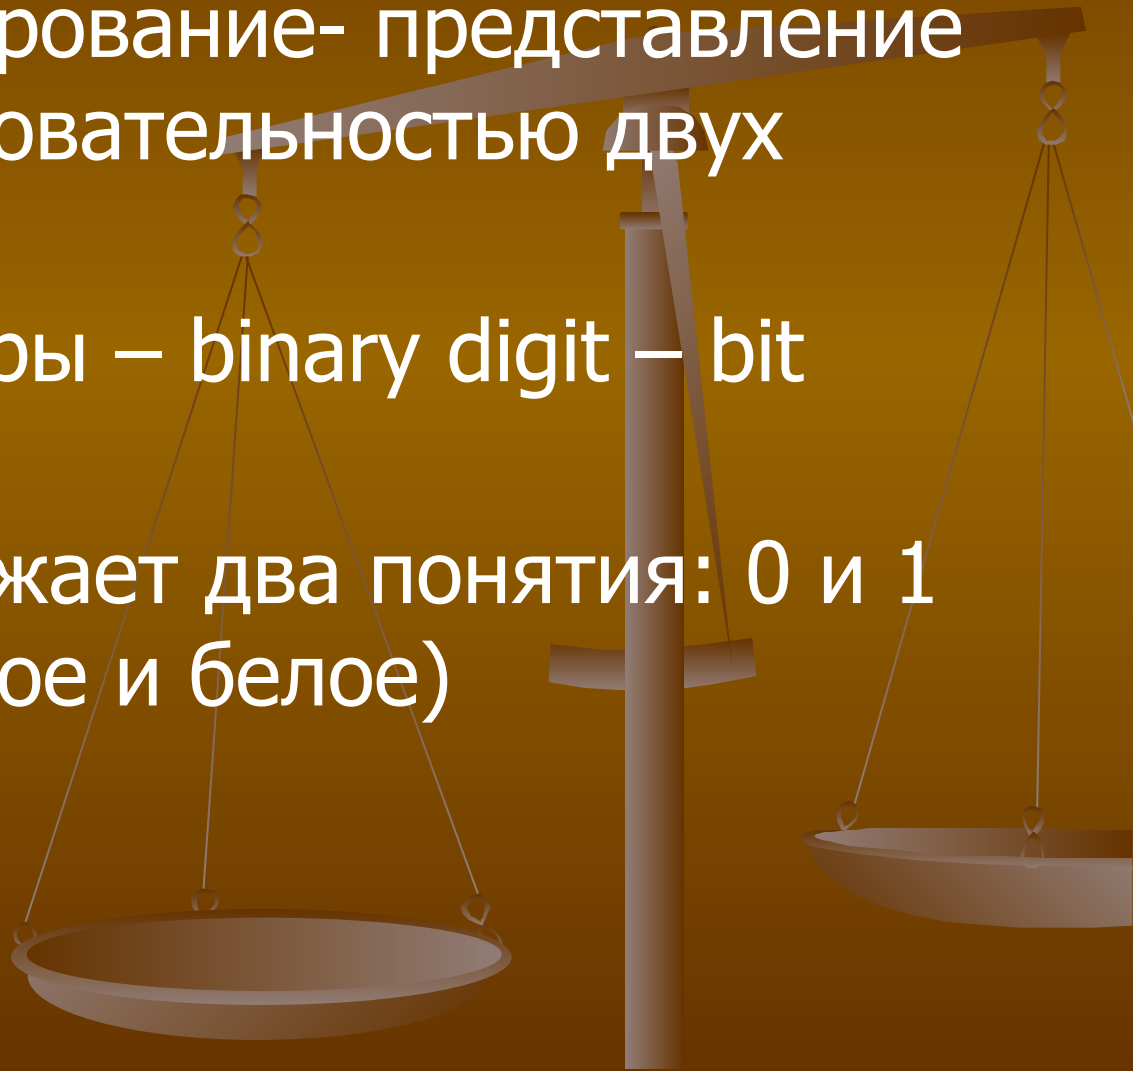 рование- представление
овательностью двух
ры – binary digit – bit
жает два понятия: 0 и 1
ое и белое)